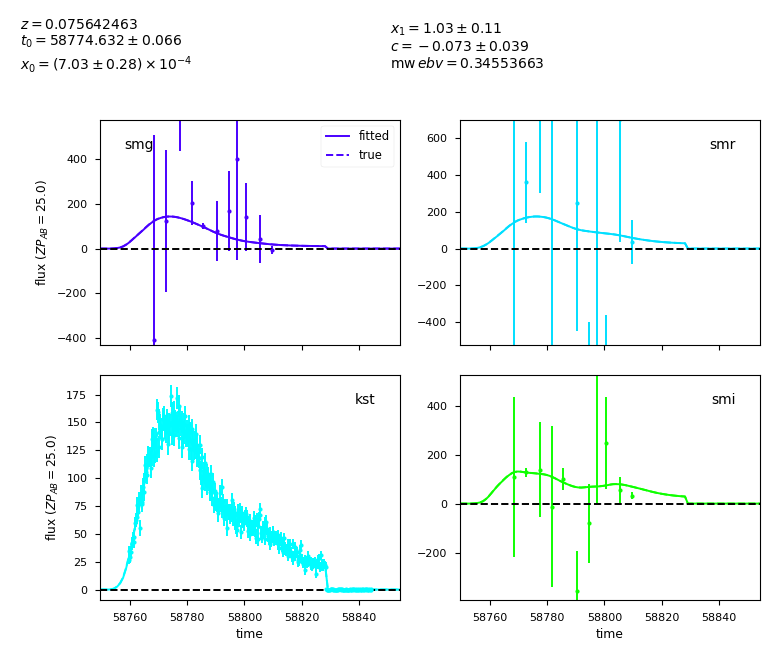 z = 0.075642463
t0 = 58774.632 ± 0.066
x0 = (7.03 ± 0.28) × 10^−4
x1 = 1.03 ± 0.11
c = −0.073 ± 0.039
mw ebv = 0.34553663
smg
fitted
true
flux (ZP_AB = 25.0)
400
200
0
−200
−400
smr
600
400
200
0
−200
−400
kst
flux (ZP_AB = 25.0)
175
150
125
100
75
50
25
0
58760 58780 58800 58820 58840
time
smi
400
200
0
−200
58760 58780 58800 58820 58840
time